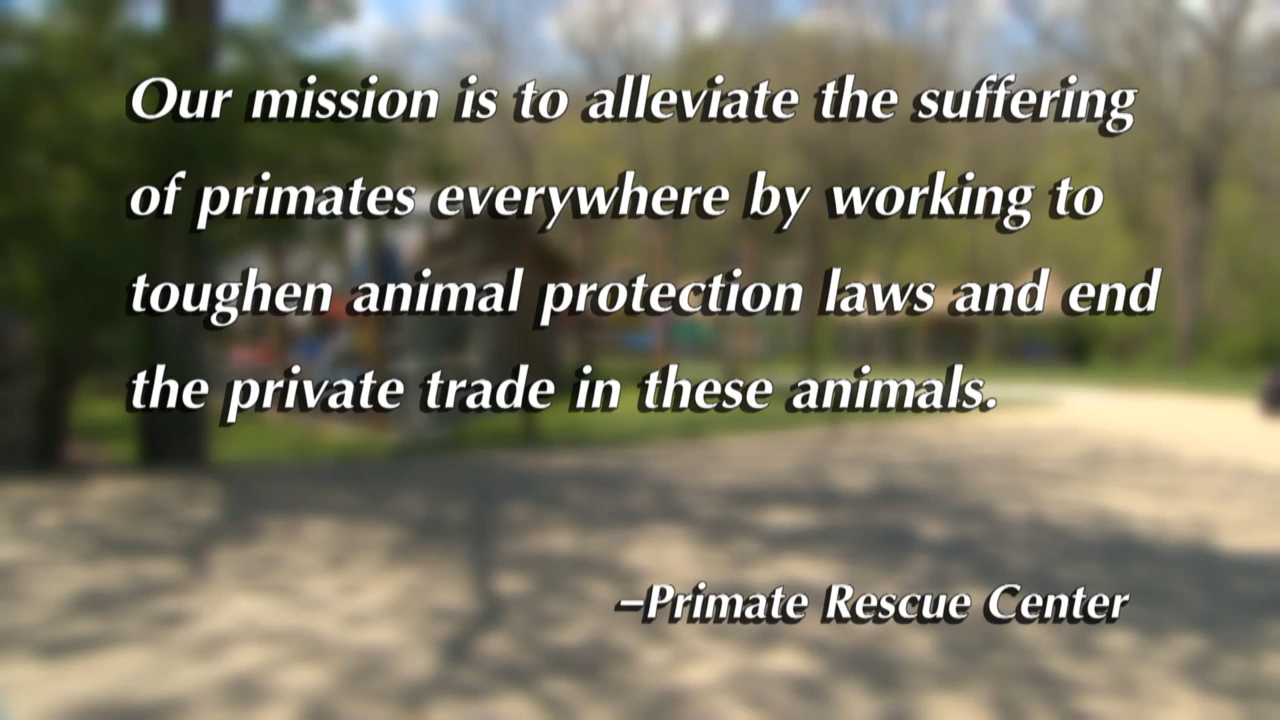 Our mission is to alleviate the suffering
of primates everywhere by working to
toughen animal protection laws and end
the private trade in these animals.
–Primate Rescue Center